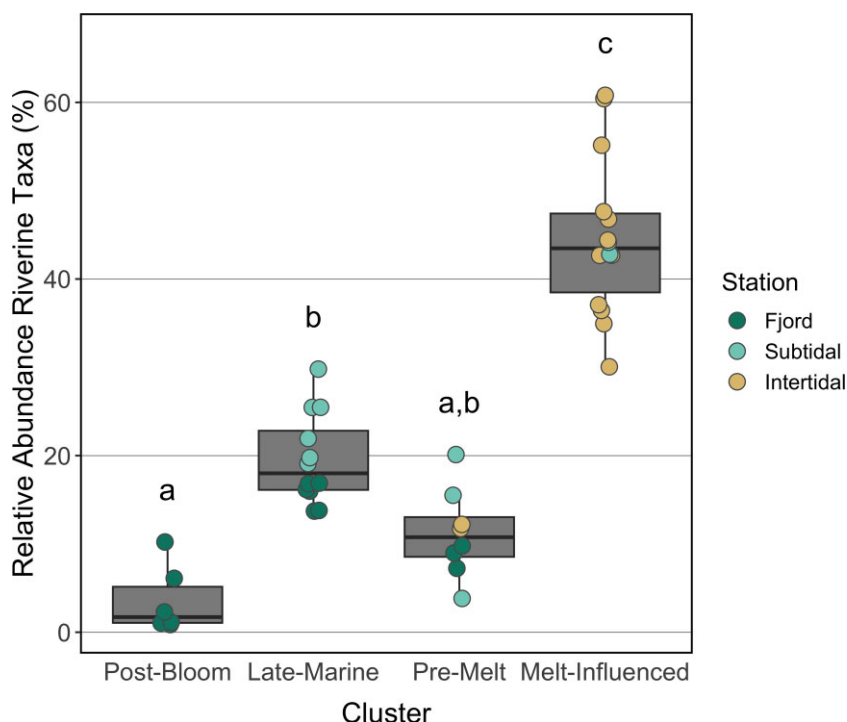 Relative Abundance Riverine Taxa (%)
60
40
20
0
a
b
a,b
c
Post-Bloom Late-Marine Pre-Melt Melt-Influenced
Cluster
Station
Fjord
Subtidal
Intertidal